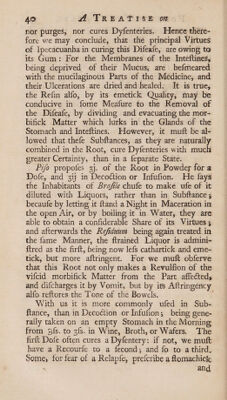 40 A TREATISE on
nor purges, nor cures Dysenteries. Hence there-
fore we may conclude, that the principal Virtues
of Ipecacuanha in curing this Disease, are owing to
its Gum: For the Membranes of the Intestines,
being deprived of their Mucus, are besmeared
with the mucilaginous Parts of the Medicine, and
their Ulcerations are dried and healed. It is true,
the Resin also, by its emetick Quality, may be
conducive in some Measure to the Removal of
the Disease, by dividing and evacuating the mor-
bifick Matter which lurks in the Glands of the
Stomach and Intestines. However, it must be al-
lowed that these Substances, as they are naturally
combined in the Root, cure Dysenteries with much
greater Certainty, than in a separate State.
Piso proposes ʒj. of the Root in Powder for a
Dose, and ʒij in Decoction or Infusion. He says
the Inhabitants of Brasile chuse to make use of it
diluted with Liquors, rather than in Substance;
because by letting it stand a Night in Maceration in
the open Air, or by boiling it in Water, they are
able to obtain a considerable Share of its Virtues;
and afterwards the Residuum being again treated in
the same Manner, the strained Liquor is admini-
stred as the first, being now less cathartick and eme-
tick, but more astringent. For we must observe
that this Root not only makes a Revulsion of the
viscid morbifick Matter from the Part affected,
and discharges it by Vomit, but by its Astringency
also restores the Tone of the Bowels.
With us it is more commonly used in Sub-
stance, than in Decoction or Infusion; being gene-
rally taken on an empty Stomach in the Morning
from to in Wine, Broth, or Wafers. The
first Dose often cures a Dysentery: if not, we must
have a Recourse to a second; and so to a third.
Some, for fear of a Relapse, prescribe a stomachick
and